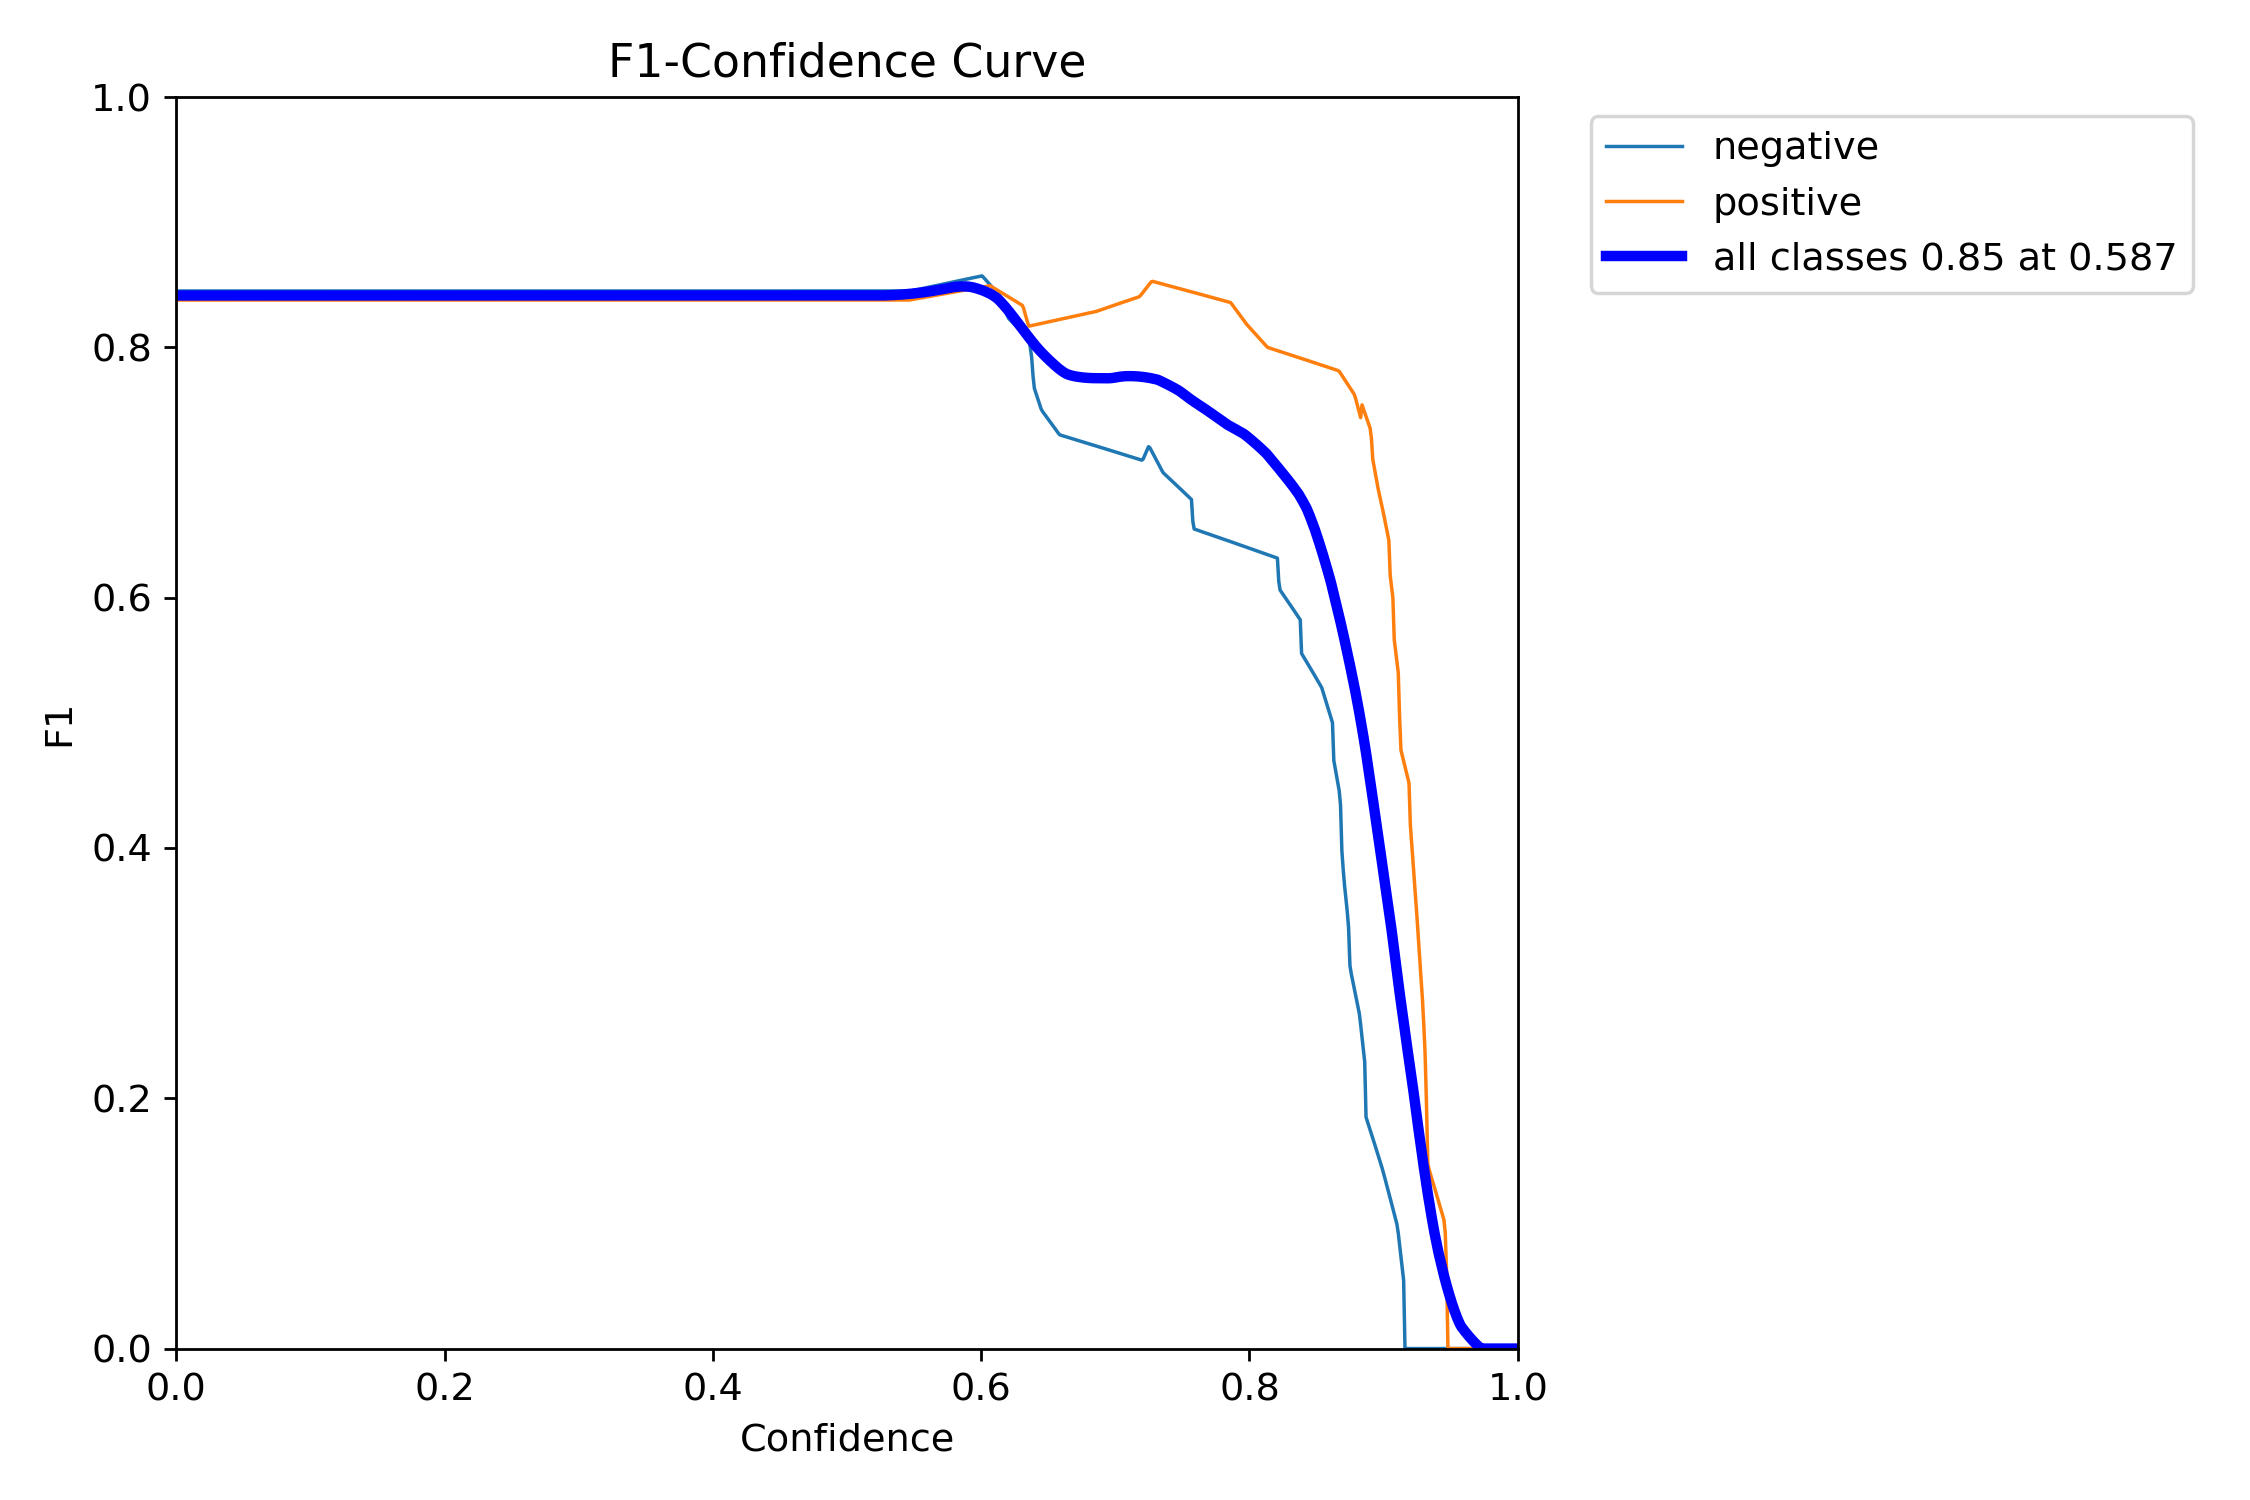 F1-Confidence Curve
1.0
0.8
0.6
0.4
0.2
0.0
F1
0.0 0.2 0.4 0.6 0.8 1.0
Confidence
negative
positive
all classes 0.85 at 0.587